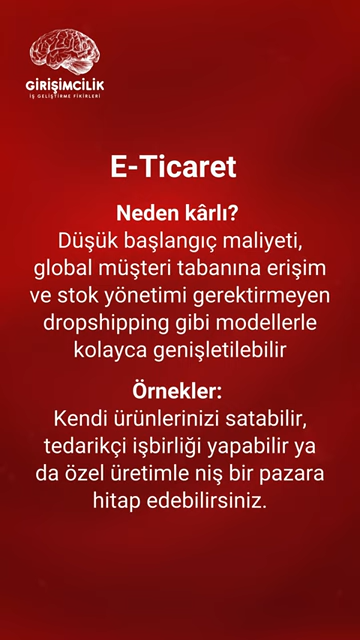 GİRİŞİMCİLİK
İŞ GELİŞTİRME FİKİRLERİ
E-Ticaret
Neden kârlı?
Düşük başlangıç maliyeti,
global müşteri tabanına erişim
ve stok yönetimi gerektirmeyen
dropshipping gibi modellerle
kolayca genişletilebilir
Örnekler:
Kendi ürünlerinizi satabilir,
tedarikçi işbirliği yapabilir ya
da özel üretimle niş bir pazara
hitap edebilirsiniz.